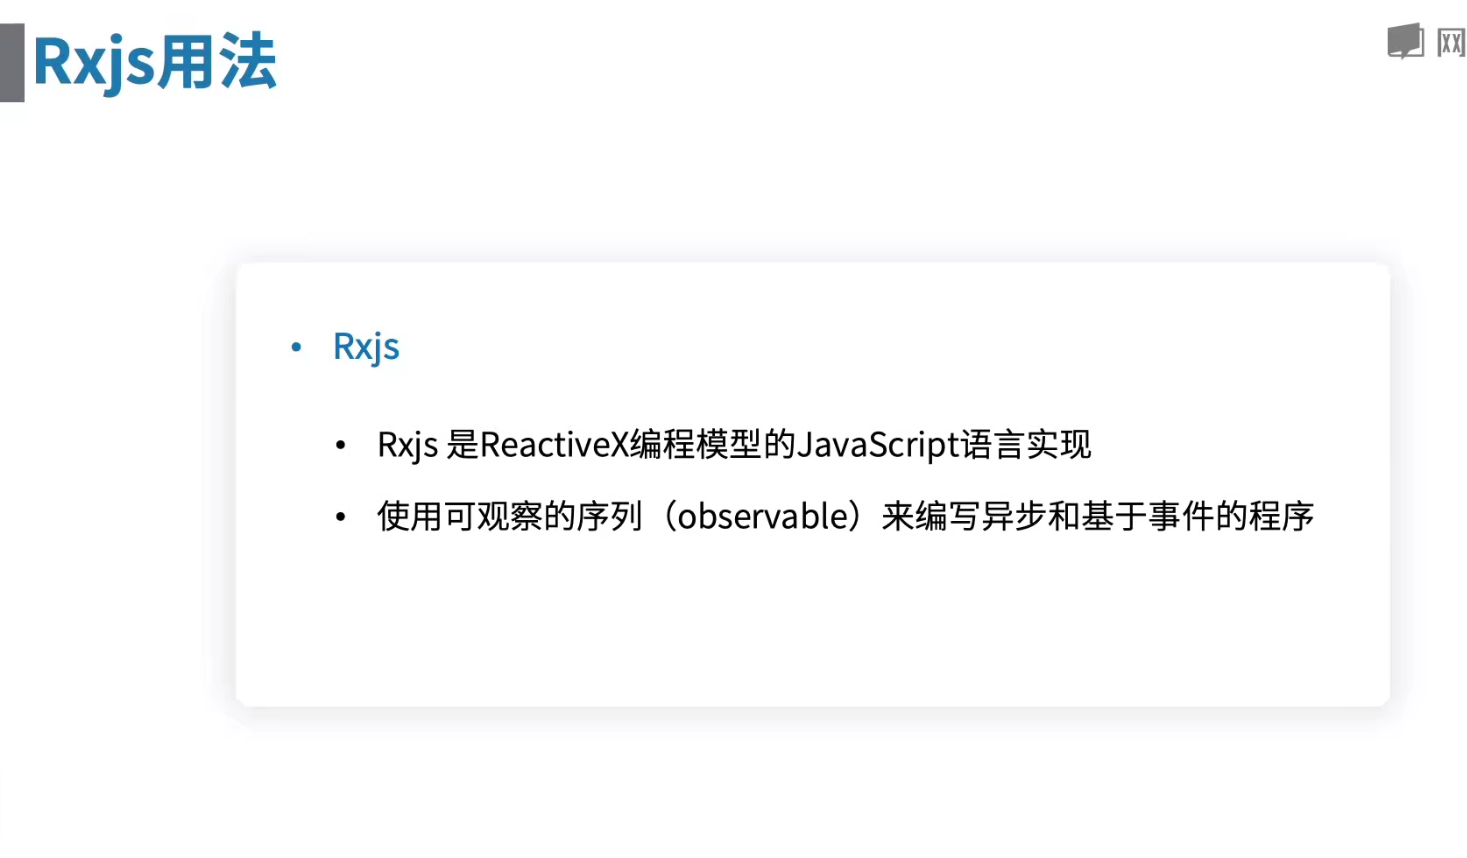 Rxjs用法
网
• Rxjs
• Rxjs 是ReactiveX编程模型的JavaScript语言实现
• 使用可观察的序列（observable）来编写异步和基于事件的程序